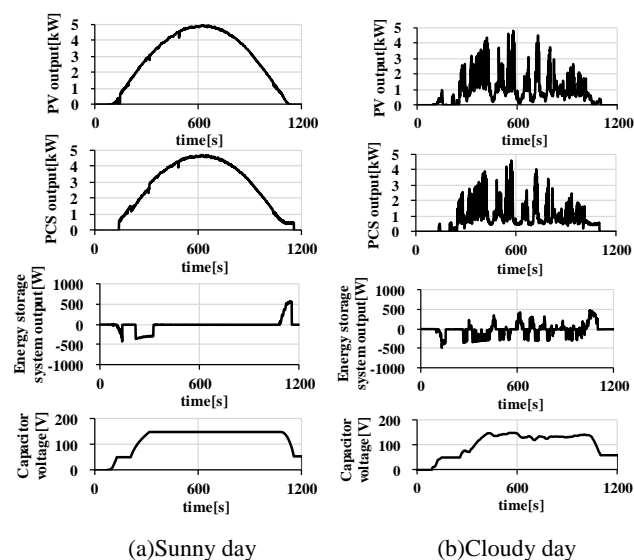 PV output[kW]
5
4
3
2
1
0
0
600
1200
time[s]
PCS output[kW]
5
4
3
2
1
0
0
600
1200
time[s]
Energy storage
system output[W]
1000
500
0
-500
-1000
0
600
1200
time[s]
Capacitor
voltage[V]
200
100
0
0
600
1200
time[s]
(a)Sunny day
PV output[kW]
5
4
3
2
1
0
0
600
1200
time[s]
PCS output[kW]
5
4
3
2
1
0
0
600
1200
time[s]
Energy storage
system output[W]
1000
500
0
-500
-1000
0
600
1200
time[s]
Capacitor
voltage[V]
200
100
0
0
600
1200
time[s]
(b)Cloudy day